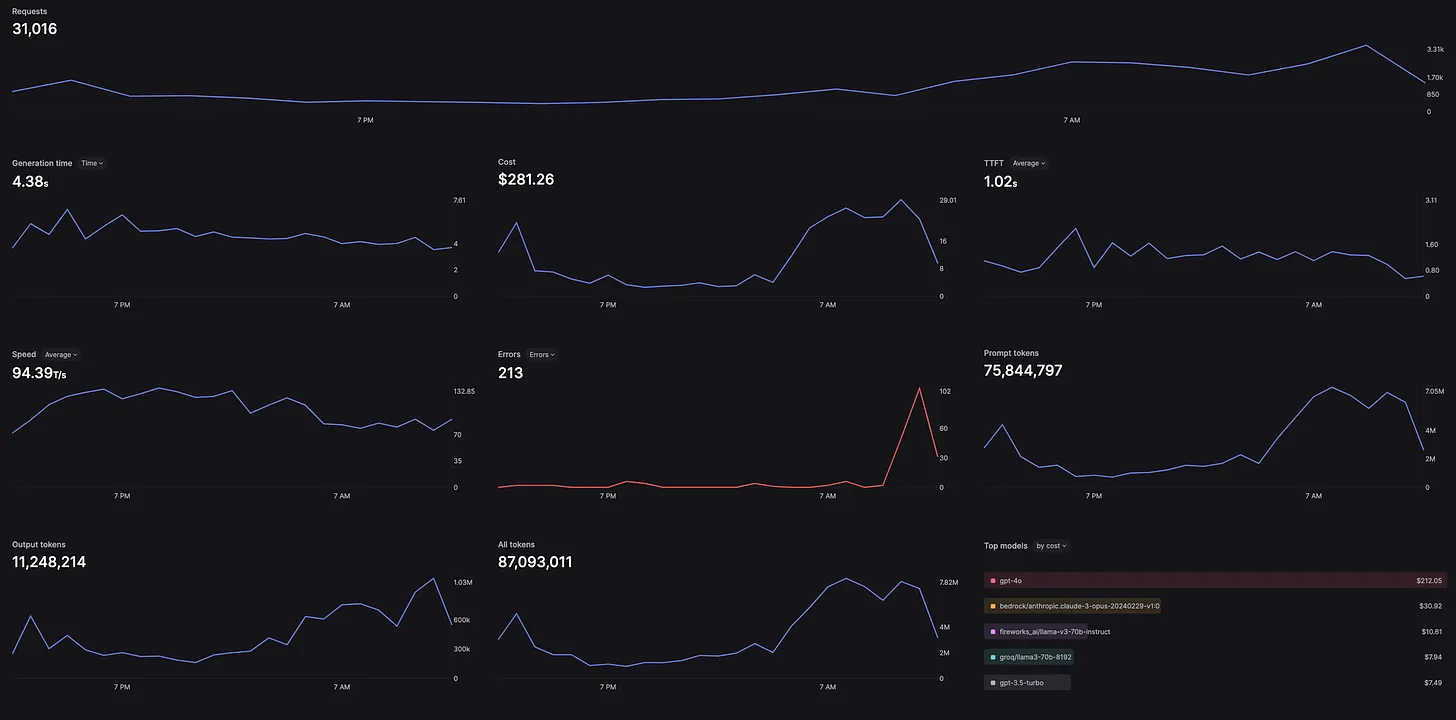 Requests
31,016
3.31k
1.70k
850
0
7 PM
7 AM
Generation time Time
4.38s
7.61
4
2
0
7 PM
7 AM
Cost
$281.26
29.01
16
8
0
7 PM
7 AM
TTFT Average
1.02s
3.11
1.60
0.80
0
7 PM
7 AM
Speed Average
94.39T/s
132.85
70
35
0
7 PM
7 AM
Errors Errors
213
102
60
30
0
7 PM
7 AM
Prompt tokens
75,844,797
7.05M
4M
2M
0
7 PM
7 AM
Output tokens
11,248,214
1.03M
600k
300k
0
7 PM
7 AM
All tokens
87,093,011
7.82M
4M
2M
0
7 PM
7 AM
Top models by cost
gpt-4o $212.05
bedrock/anthropic.claude-3-opus-20240229-v1:0 $30.92
fireworks_ai/llama-v3-70b-instruct $10.61
groq/llama3-70b-8192 $7.94
gpt-3.5-turbo $7.49